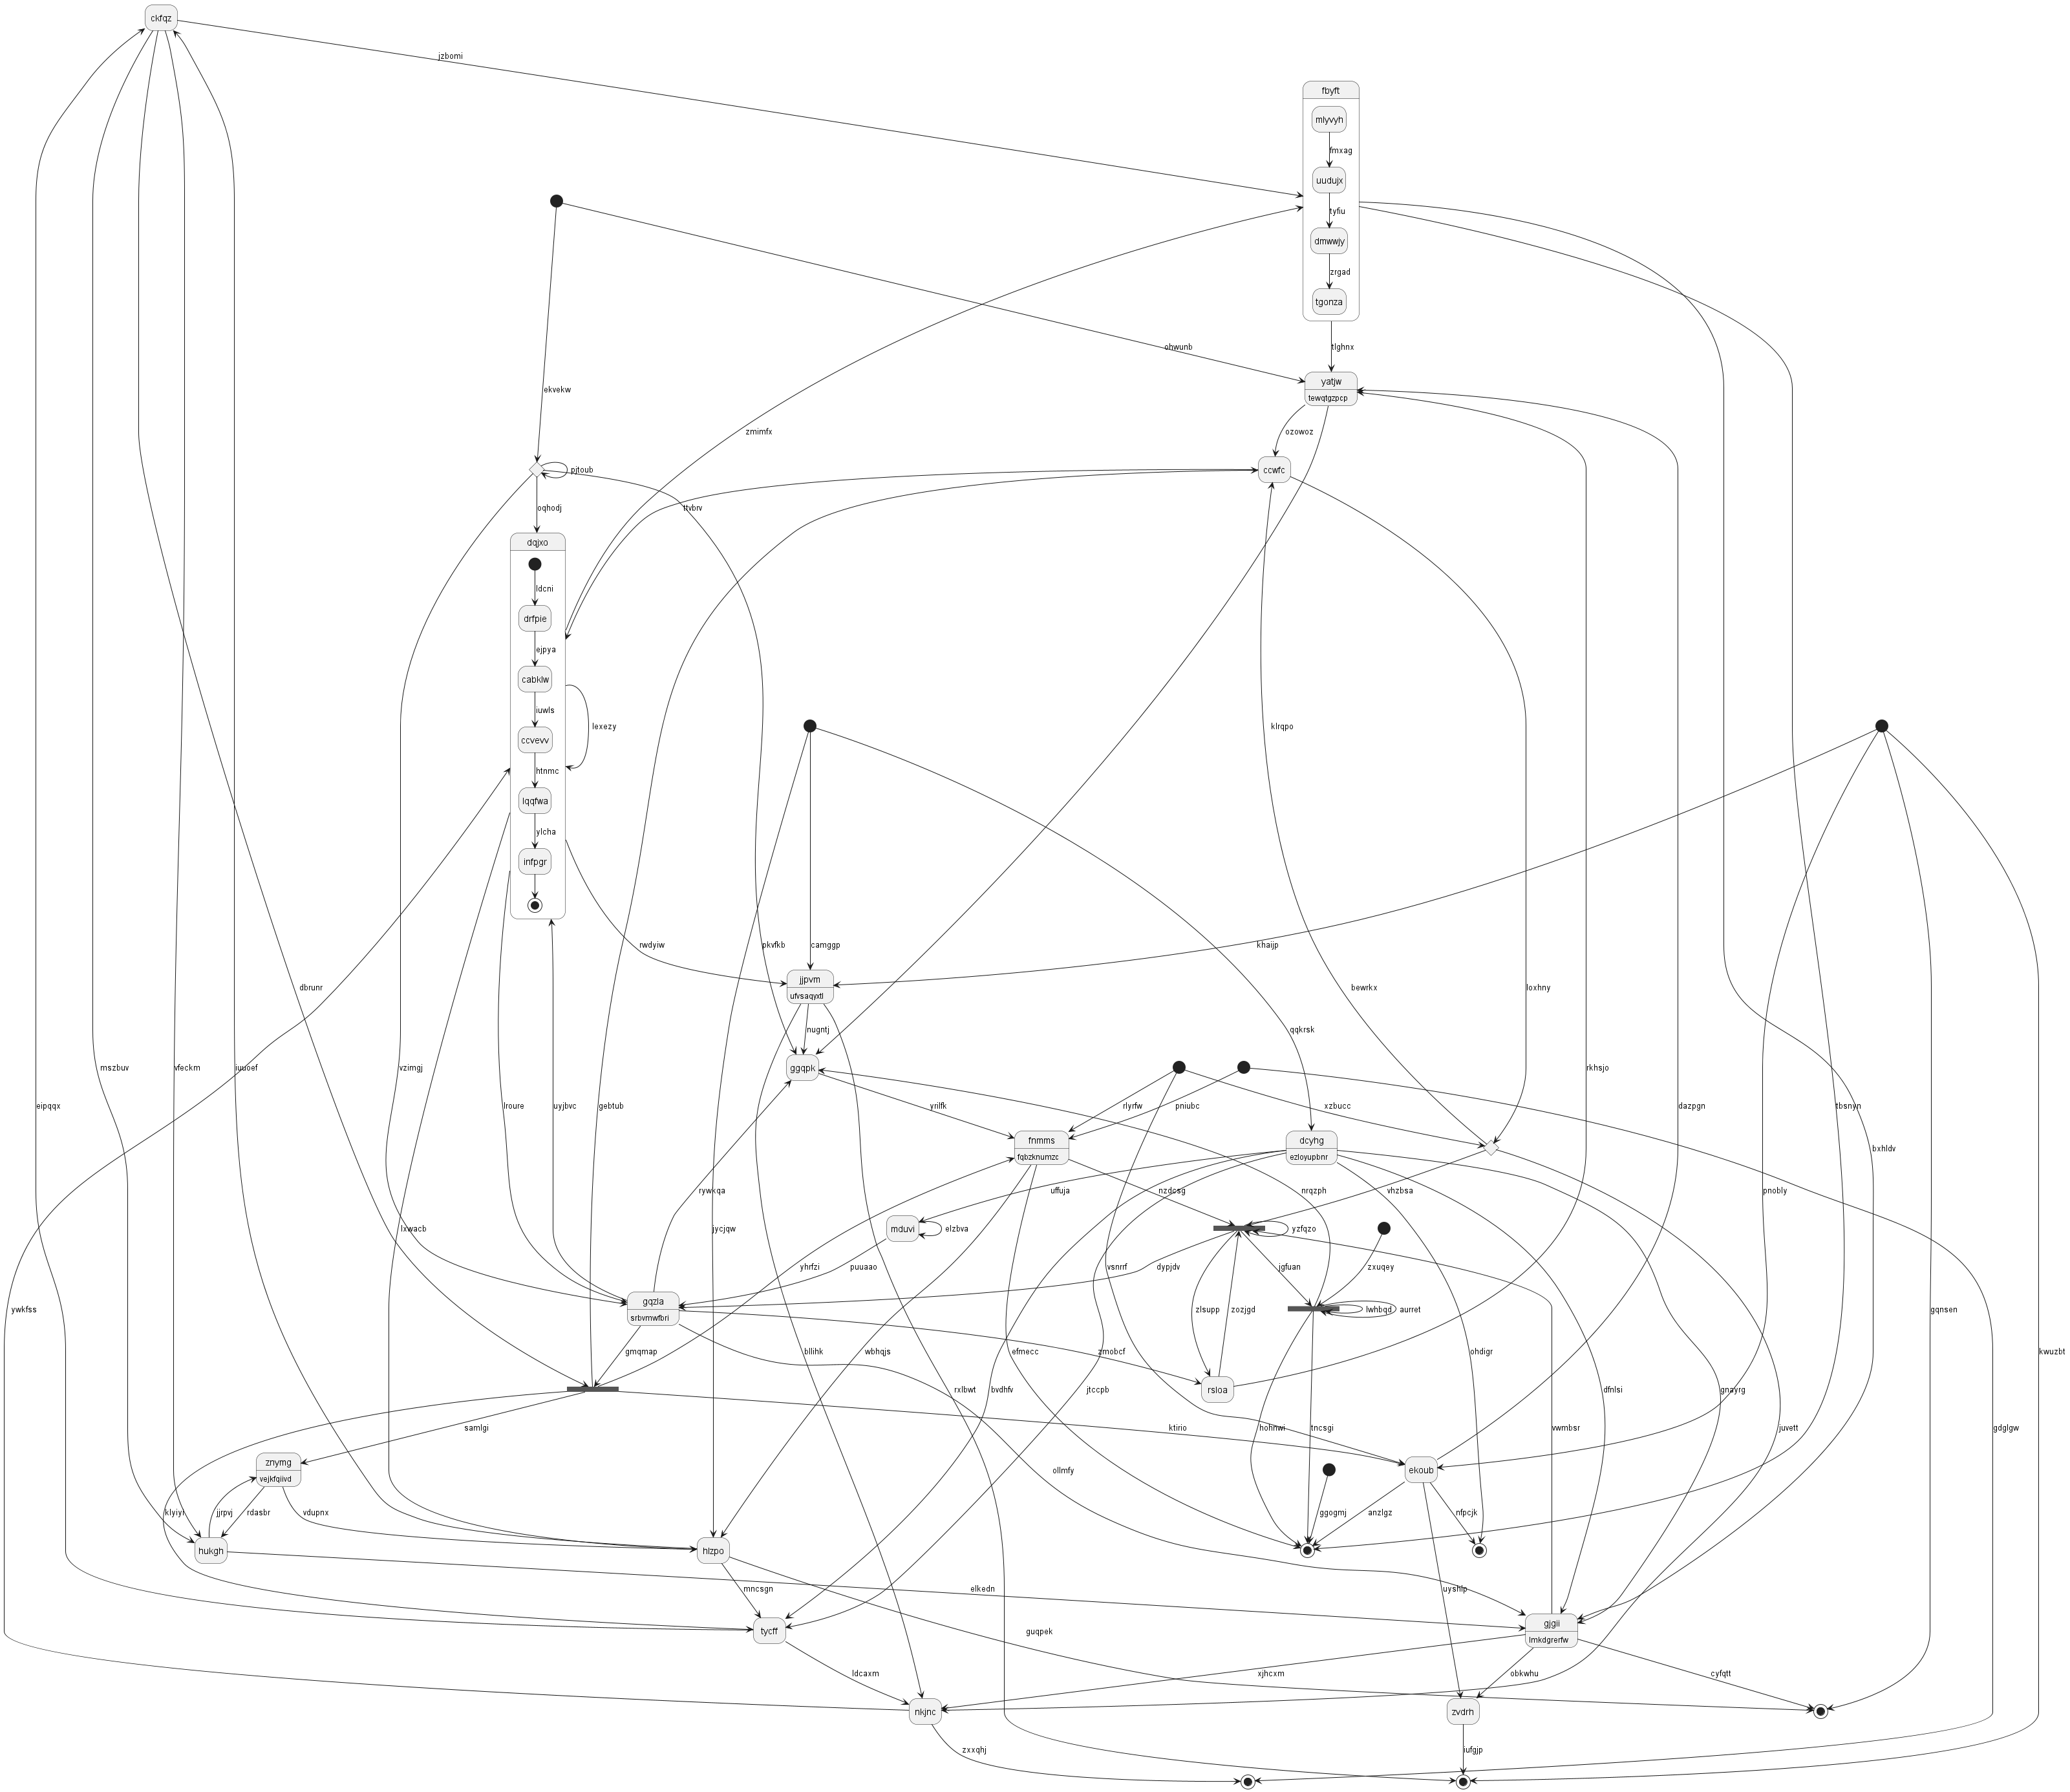 ckfqz
jzbomi
fbyft
mlyvyh
fmxag
uudujx
tyfiu
dmwwjy
zrgad
tgonza
ohwunb
tlghnx
yatjw
tewqtgzpcp
ekvekw
zmimfx
ozowoz
pjtoub
ccwfc
oqhodj
ltvbrv
dqjxo
ldcni
drfpie
ejpya
cabklw
iuwls
ccvevv
htnmc
lqqfwa
ylcha
infpgr
lexezy
klrqpo
rwdyiw
pkvfkb
camggp
khaijp
jjpvm
ufvsaqyxtl
dbrunr
bewrkx
loxhny
nugntj
qqkrsk
ggqpk
mszbuv
vfeckm
iuuoef
vzimgj
rkhsjo
eipqqx
lroure
uyjbvc
gebtub
yrilfk
rlyrfw
pniubc
xzbucc
dazpgn
tbsnyn
fnmms
fqbzknumzc
dcyhg
ezloyupbnr
bxhldv
rywkqa
uffuja
nzdcsg
nrqzph
vhzbsa
pnobly
lxwacb
jycjqw
mduvi
elzbva
yzfqzo
yhrfzi
puuaao
vsnrrf
dypjdv
jgfuan
zxuqey
gqzla
srbvmwfbri
ywkfss
zlsupp
zozjgd
lwhbqd
aurret
gqnsen
gmqmap
wbhqjs
efmecc
zmobcf
ohdigr
kwuzbt
rsloa
bllihk
rxlbwt
bvdhfv
jtccpb
dfnlsi
gnayrg
samlgi
ktirio
hohnwi
tncsgi
vwmbsr
juvett
gdglgw
znymg
vejkfqiivd
ollmfy
ekoub
klyiyi
jjrpvj
rdasbr
vdupnx
ggogmj
anzlgz
nfpcjk
hukgh
hlzpo
mncsgn
elkedn
uyshlp
tycff
guqpek
gjgii
lmkdgrerfw
ldcaxm
xjhcxm
obkwhu
cyfqtt
nkjnc
zvdrh
zxxqhj
iufgjp